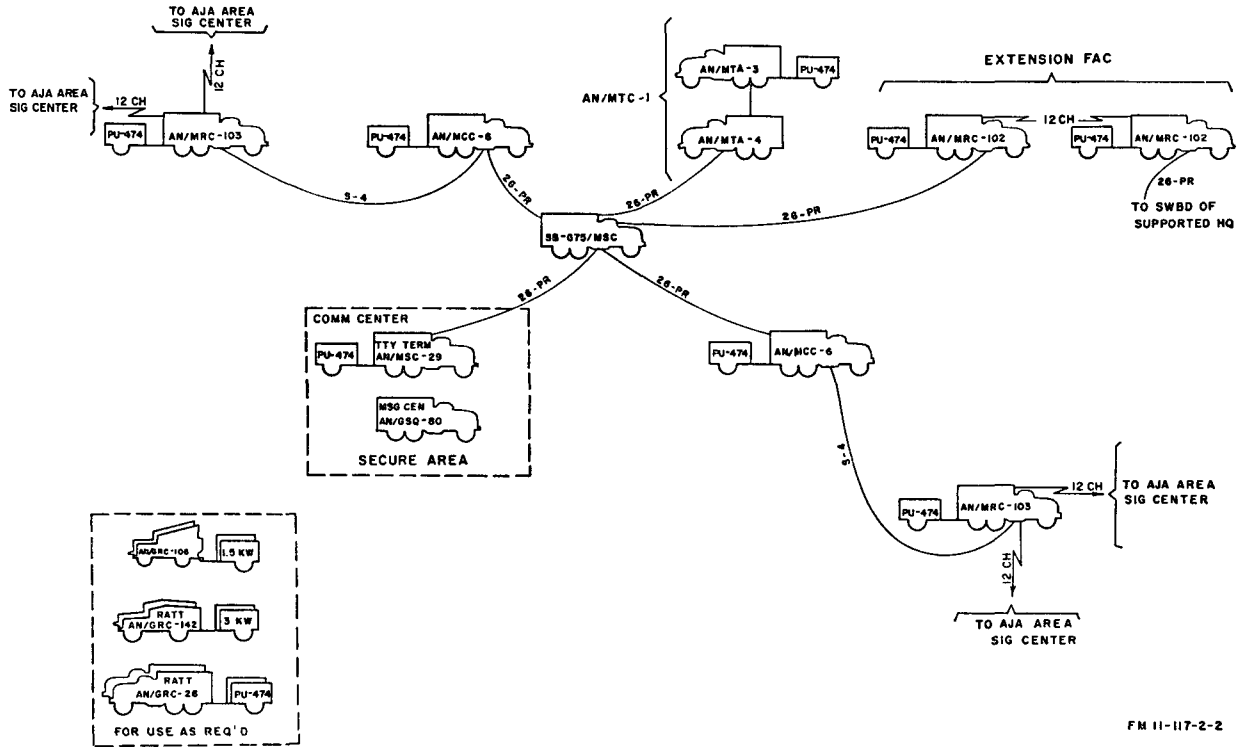 TO AJA AREA
SIG CENTER
12 CH
TO AJA AREA
SIG CENTER
12 CH
PU-474
AN/MRC-103
PU-474
AN/MCC-6
AN/MTC-1
AN/MTA-3
PU-474
AN/MTA-4
EXTENSION FAC
PU-474
AN/MRC-102
12 CH
PU-474
AN/MRC-102
26-PR
TO SWBD OF
SUPPORTED HQ
S-4
26-PR
26-PR
26-PR
SB-675/MSC
26-PR
26-PR
COMM CENTER
PU-474
TTY TERM
AN/MSC-29
MSG CEN
AN/GSQ-80
SECURE AREA
PU-474
AN/MCC-6
S-4
PU-474
AN/MRC-103
12 CH
TO AJA AREA
SIG CENTER
12 CH
TO AJA AREA
SIG CENTER
AN/GRC-106
1.5 KW
RATT
AN/GRC-142
3 KW
RATT
AN/GRC-26
PU-474
FOR USE AS REQ'D
FM 11-117-2-2